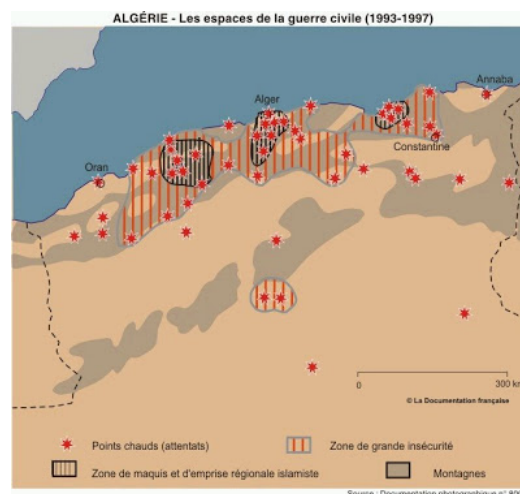 ALGÉRIE - Les espaces de la guerre civile (1993-1997)
Annaba
Alger
Constantine
Oran
0 300 km
© La Documentation française
Points chauds (attentats)
Zone de grande insécurité
Zone de maquis et d'emprise régionale islamiste
Montagnes
Source : Documentation photographique n°